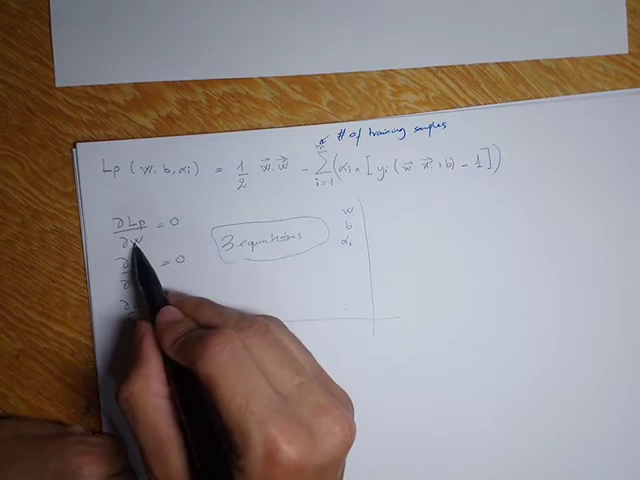 # of training samples
Lp (w, b, αi) = 1/2 w⃗.w⃗ - m∑i=1 (αi * [yi (w⃗ x⃗i + b) - 1])
∂Lp/∂w = 0
3 equations
w
b
αi
= 0